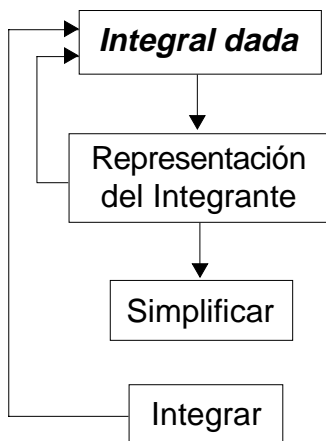 Integral dada
Representación
del Integrante
Simplificar
Integrar